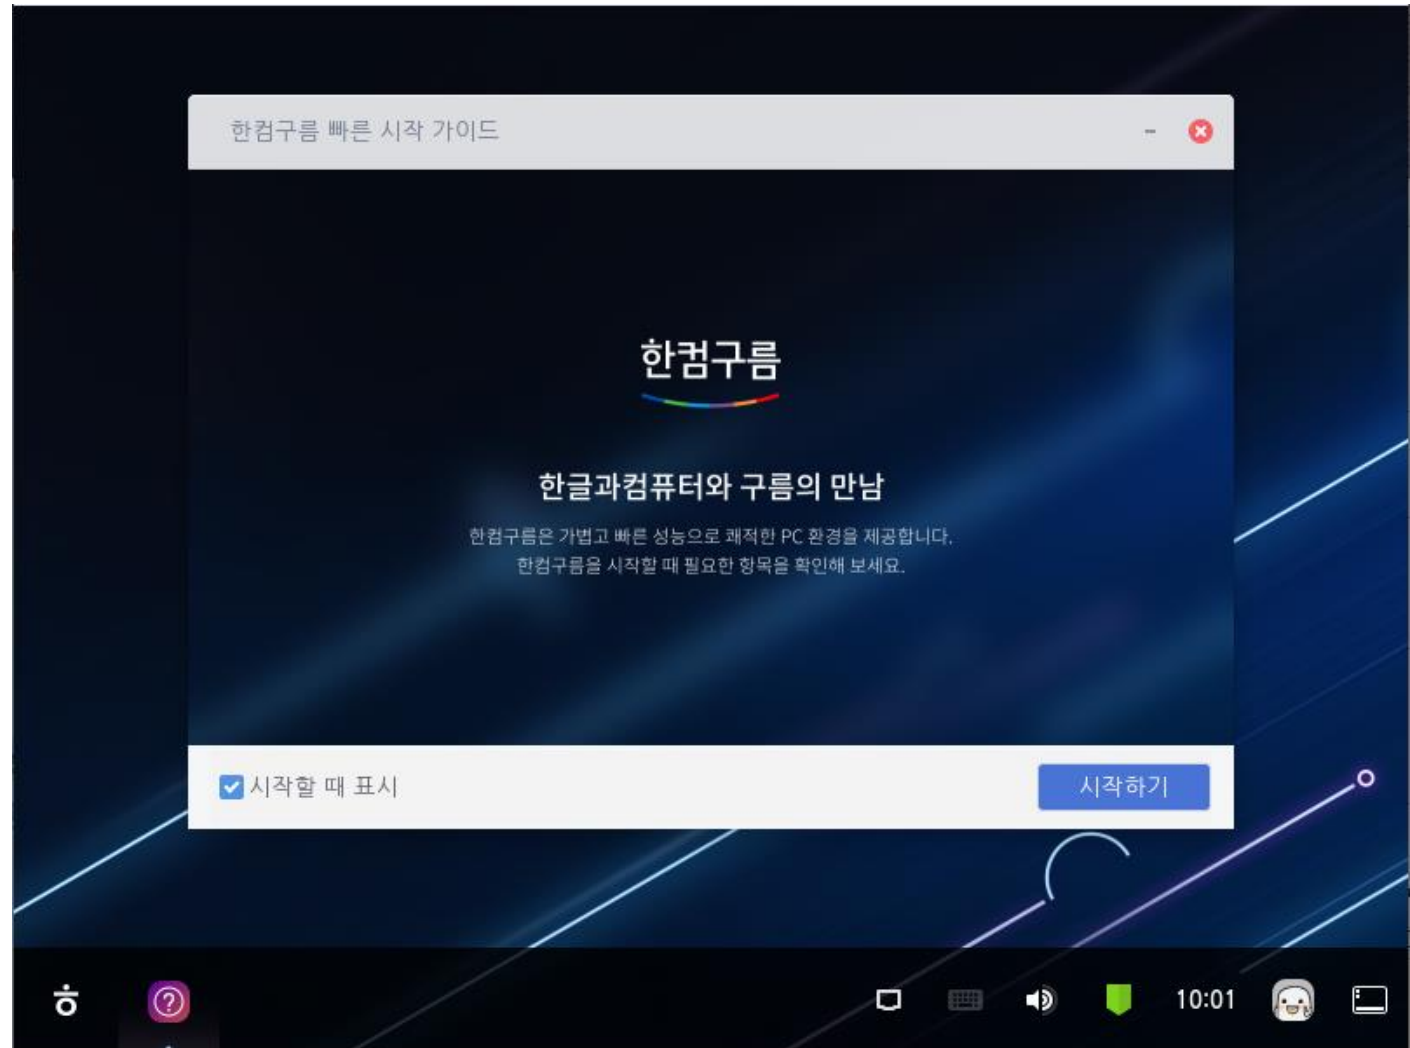 한컴구름 빠른 시작 가이드
한컴구름
한글과컴퓨터와 구름의 만남
한컴구름은 가볍고 빠른 성능으로 쾌적한 PC 환경을 제공합니다.
한컴구름을 시작할 때 필요한 항목을 확인해 보세요.
시작할 때 표시
시작하기
ㅎ
10:01